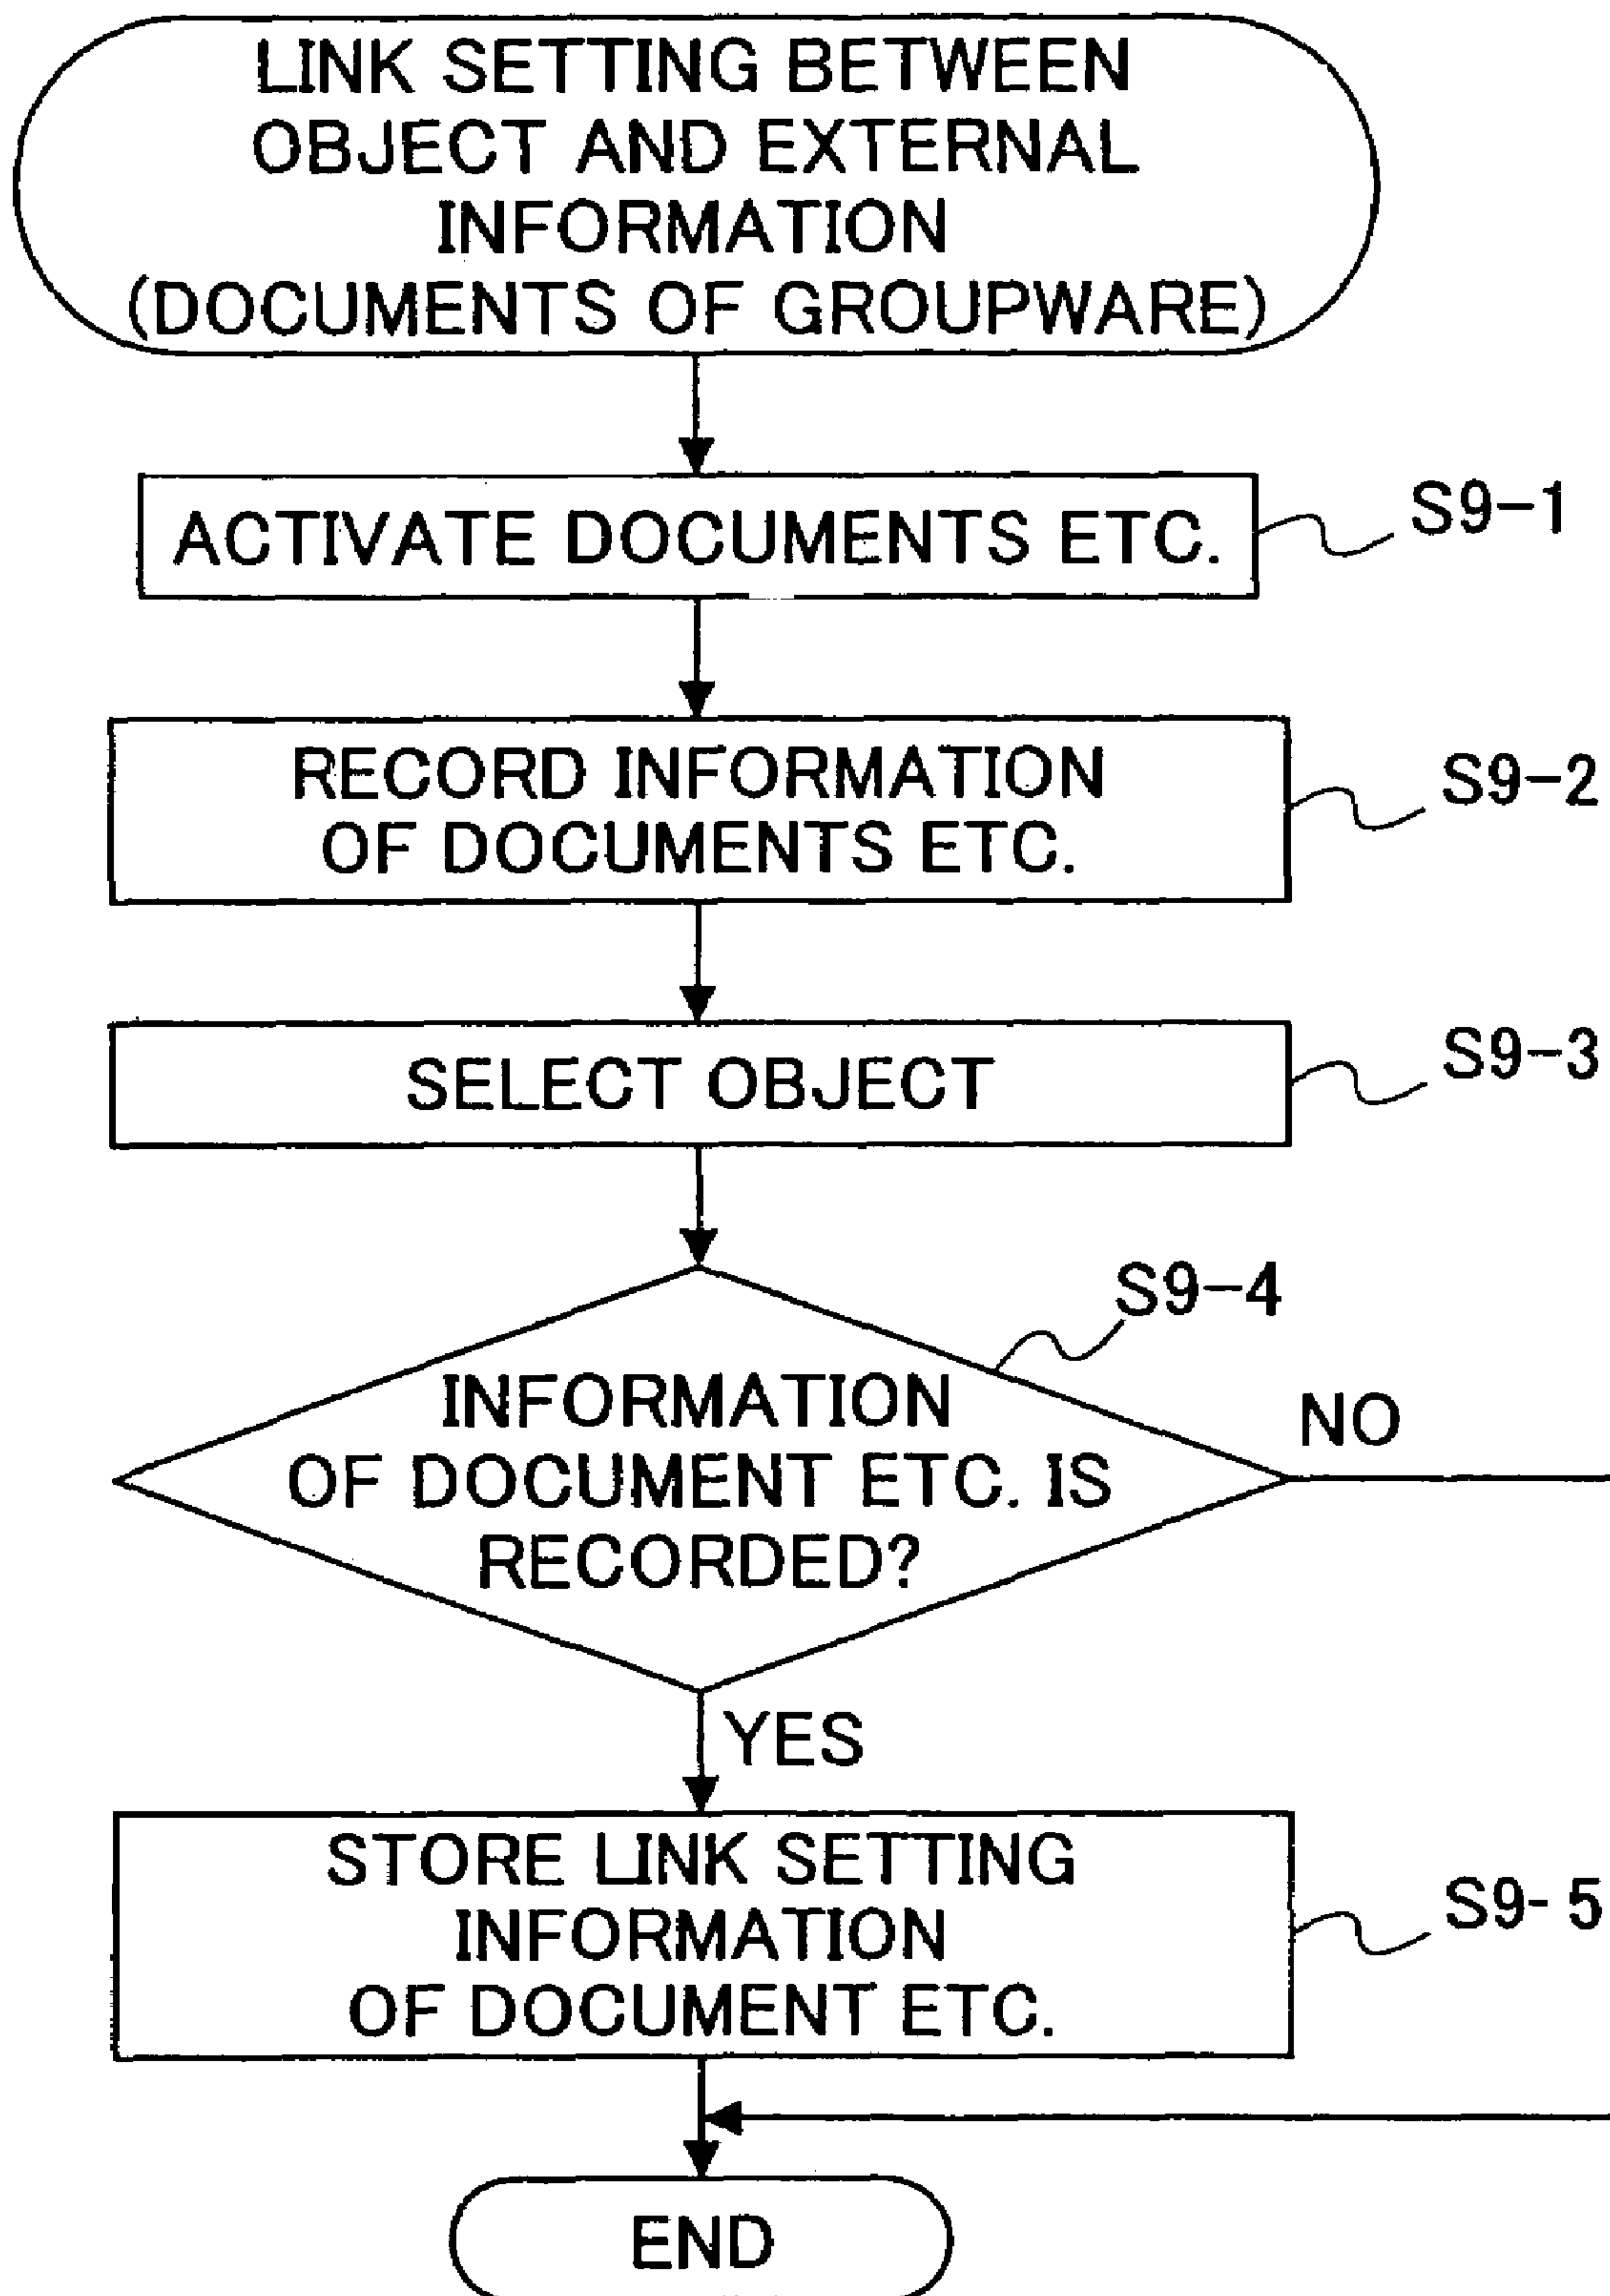 LINK SETTING BETWEEN
OBJECT AND EXTERNAL
INFORMATION
(DOCUMENTS OF GROUPWARE)
ACTIVATE DOCUMENTS ETC.
S9-1
RECORD INFORMATION
OF DOCUMENTS ETC.
S9-2
SELECT OBJECT
S9-3
S9-4
INFORMATION
OF DOCUMENT ETC. IS
RECORDED?
NO
YES
STORE LINK SETTING
INFORMATION
OF DOCUMENT ETC.
S9-5
END